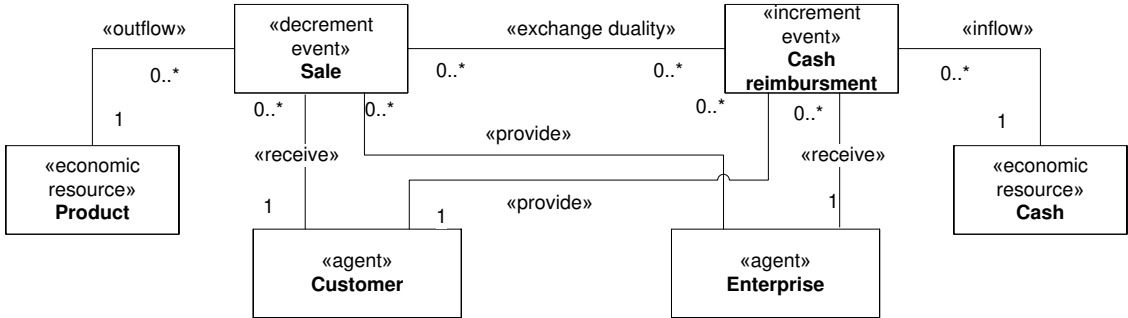 «outflow»
«decrement
event»
Sale
«exchange duality»
«increment
event»
Cash
reimbursment
«inflow»
0..*
0..*
0..*
0..*
0..*
0..*
0..*
0..*
1
1
«provide»
«economic
resource»
Product
«receive»
«receive»
«economic
resource»
Cash
1
1
«provide»
1
«agent»
Customer
«agent»
Enterprise